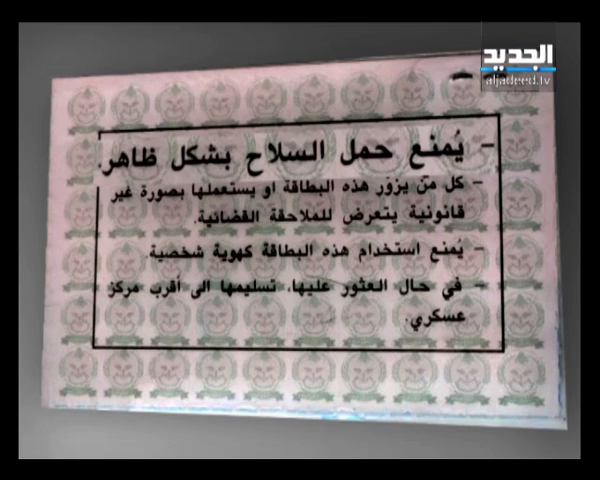 الجديد
aljadeed.tv
- يُمنع حمل السلاح بشكل ظاهر.
- كل من يزوّر هذه البطاقة او يستعملها بصورة غير
قانونية يتعرض للملاحقة القضائية.
- يُمنع استخدام هذه البطاقة كهوية شخصية.
- في حال العثور عليها، تسليمها الى أقرب مركز
عسكري.